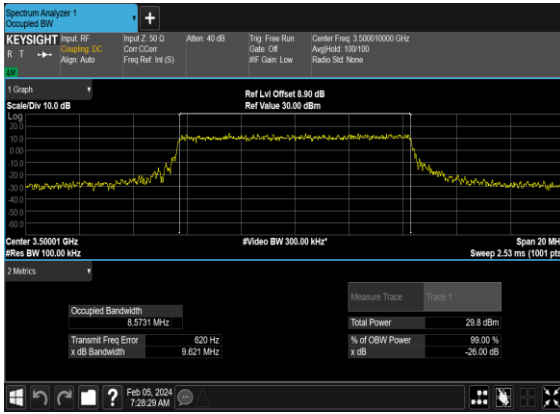 Spectrum Analyzer 1
Occupied BW
KEYSIGHT
R T
LW
Input: RF
Coupling: DC
Align: Auto
Input Z: 50 Ω
Corr CCorr
Freq Ref: Int (S)
Atten: 40 dB
Trig: Free Run
Gate: Off
#IF Gain: Low
Center Freq: 3.500010000 GHz
Avg|Hold: 100/100
Radio Std: None
1 Graph
Scale/Div 10.0 dB
Ref Lvl Offset 8.90 dB
Ref Value 30.00 dBm
Log
20.0
10.0
0.00
-10.0
-20.0
-30.0
-40.0
-50.0
-60.0
Center 3.50001 GHz
#Res BW 100.00 kHz
#Video BW 300.00 kHz*
Span 20 MH
Sweep 2.53 ms (1001 pts
2 Metrics
Measure Trace Trace 1
Occupied Bandwidth
8.5731 MHz
Total Power 29.8 dBm
Transmit Freq Error 620 Hz
% of OBW Power 99.00 %
x dB Bandwidth 9.621 MHz
x dB -26.00 dB
?
Feb 05, 2024
7:28:29 AM